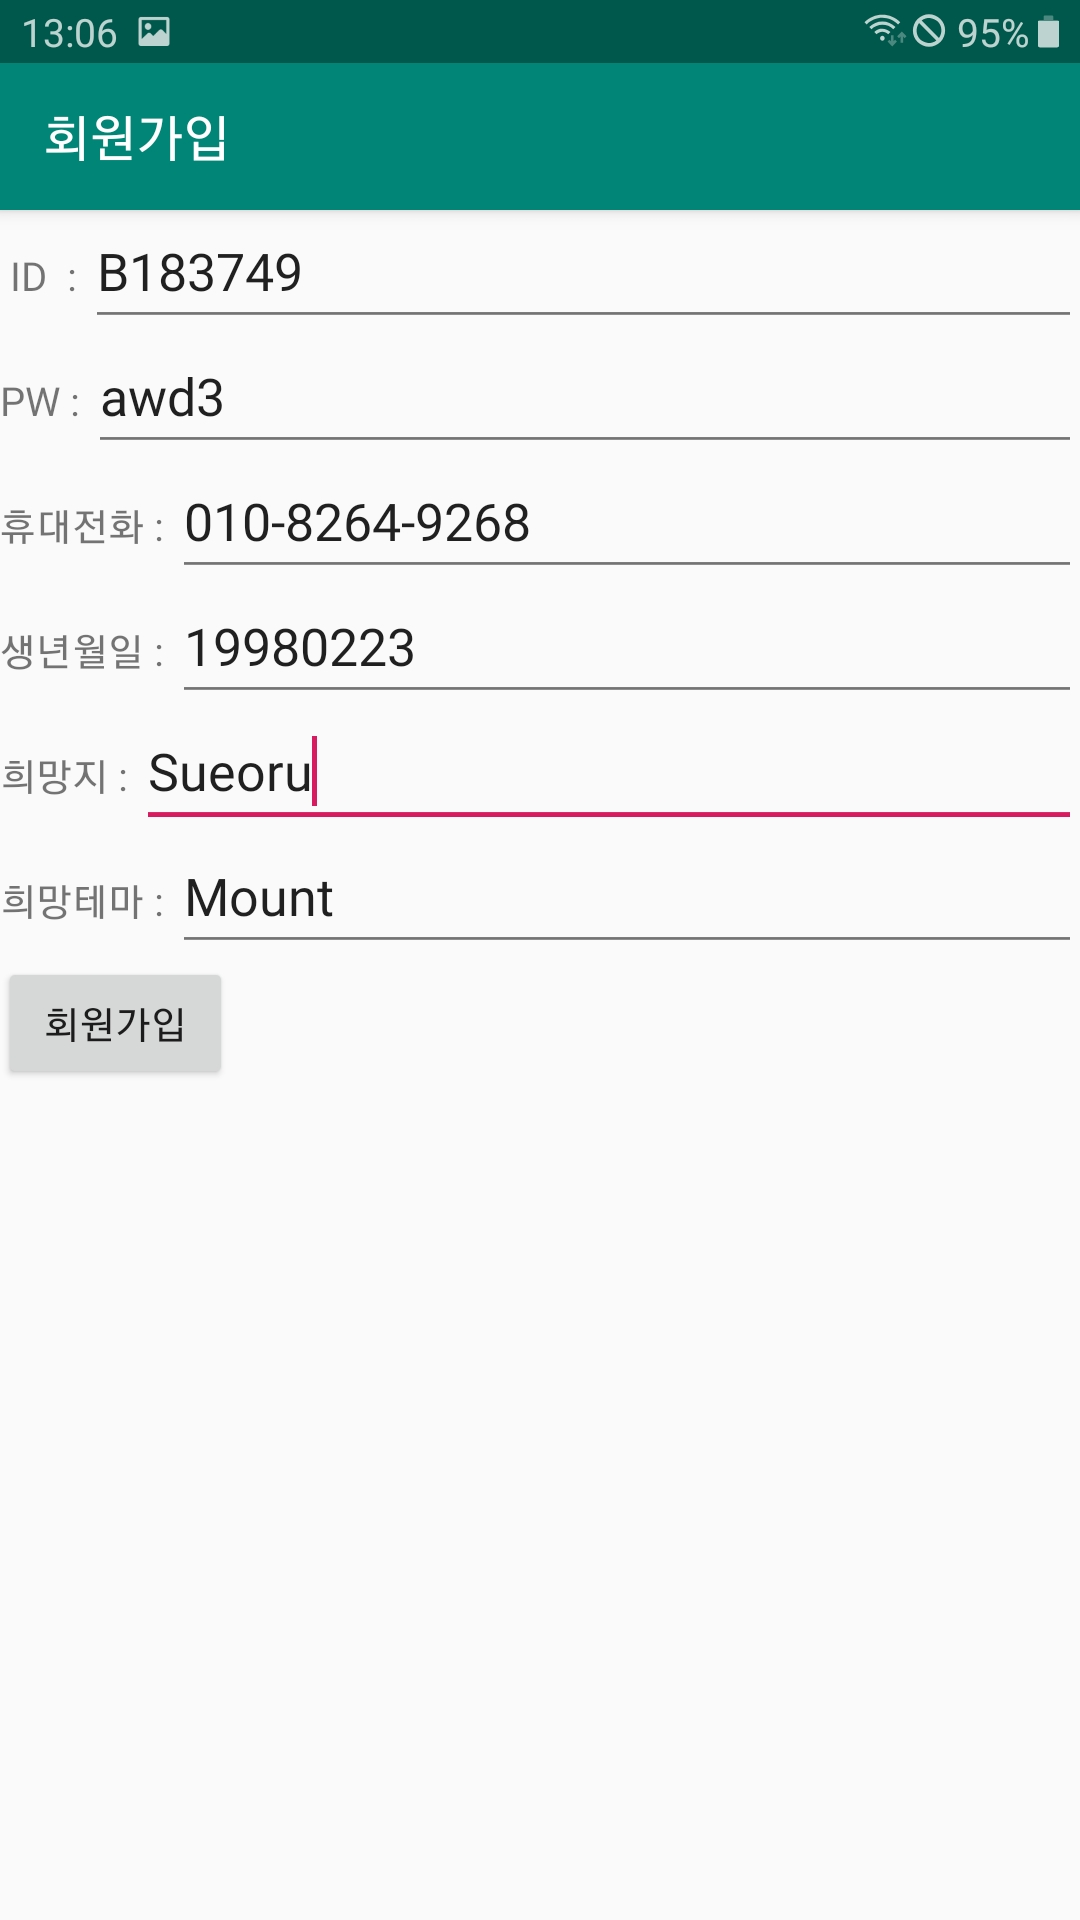 13:06 95%
회원가입
ID : B183749
PW : awd3
휴대전화 : 010-8264-9268
생년월일 : 19980223
희망지 : Sueoru
희망테마 : Mount
회원가입